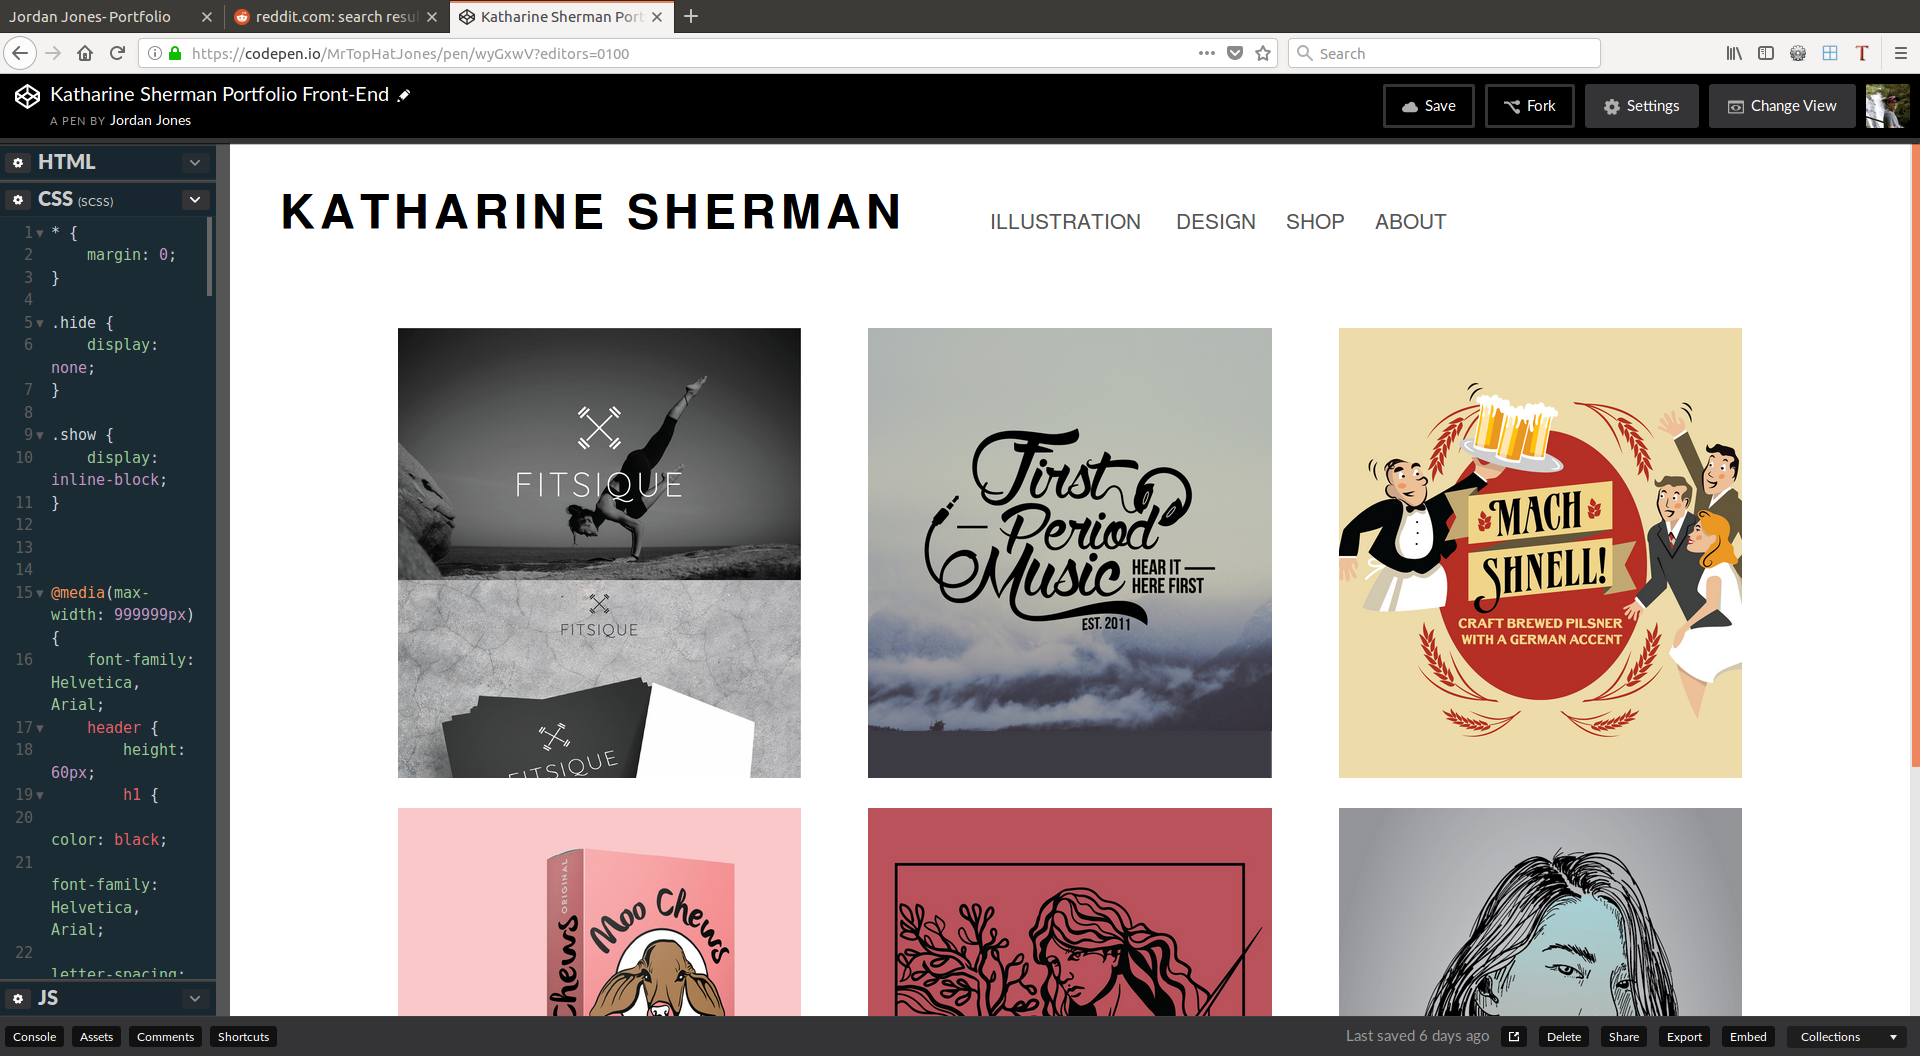 Jordan Jones- Portfolio
reddit.com: search resu
Katharine Sherman Por
https://codepen.io/MrTopHatJones/pen/wyGxwV?editors=0100
Search
Katharine Sherman Portfolio Front-End
A PEN BY Jordan Jones
Save
Fork
Settings
Change View
HTML
CSS (SCSS)
1 * {
2 margin: 0;
3 }
4
5 .hide {
6 display:
none;
7 }
8
9 .show {
10 display:
inline-block;
11 }
12
13
14
15 @media(max-
width: 999999px)
{
16 font-family:
Helvetica,
Arial;
17 header {
18 height:
60px;
19 h1 {
20
color: black;
21
font-family:
Helvetica,
Arial;
22
letter-spacing:
JS
KATHARINE SHERMAN
ILLUSTRATION DESIGN SHOP ABOUT
FITSIQUE
FITSIQUE
FITSIQUE
First
Period
Music
HEAR IT
HERE FIRST
EST. 2011
MACH
SHNELL!
CRAFT BREWED PILSNER
WITH A GERMAN ACCENT
ORIGINAL
Chews
Moo Chews
Console
Assets
Comments
Shortcuts
Last saved 6 days ago
Delete
Share
Export
Embed
Collections